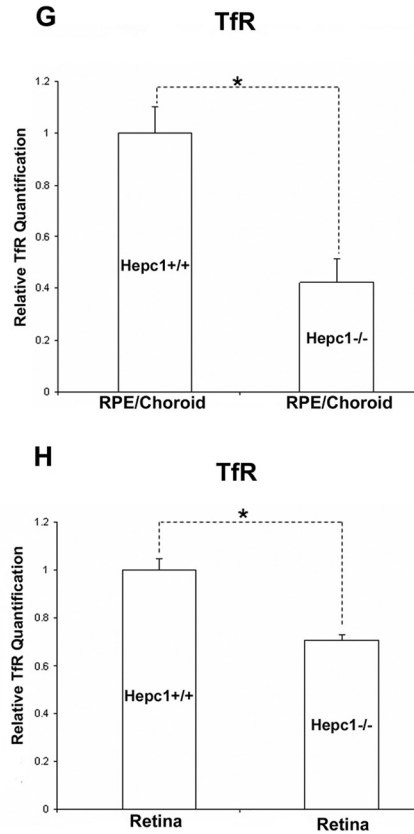 G
TfR
Relative TfR Quantification
1.2
*
1
0.8
0.6
Hepc1+/+
0.4
Hepc1-/-
0.2
0
RPE/Choroid RPE/Choroid
H
TfR
Relative TfR Quantification
1.2
*
1
0.8
0.6
Hepc1+/+
0.4
Hepc1-/-
0.2
0
Retina Retina